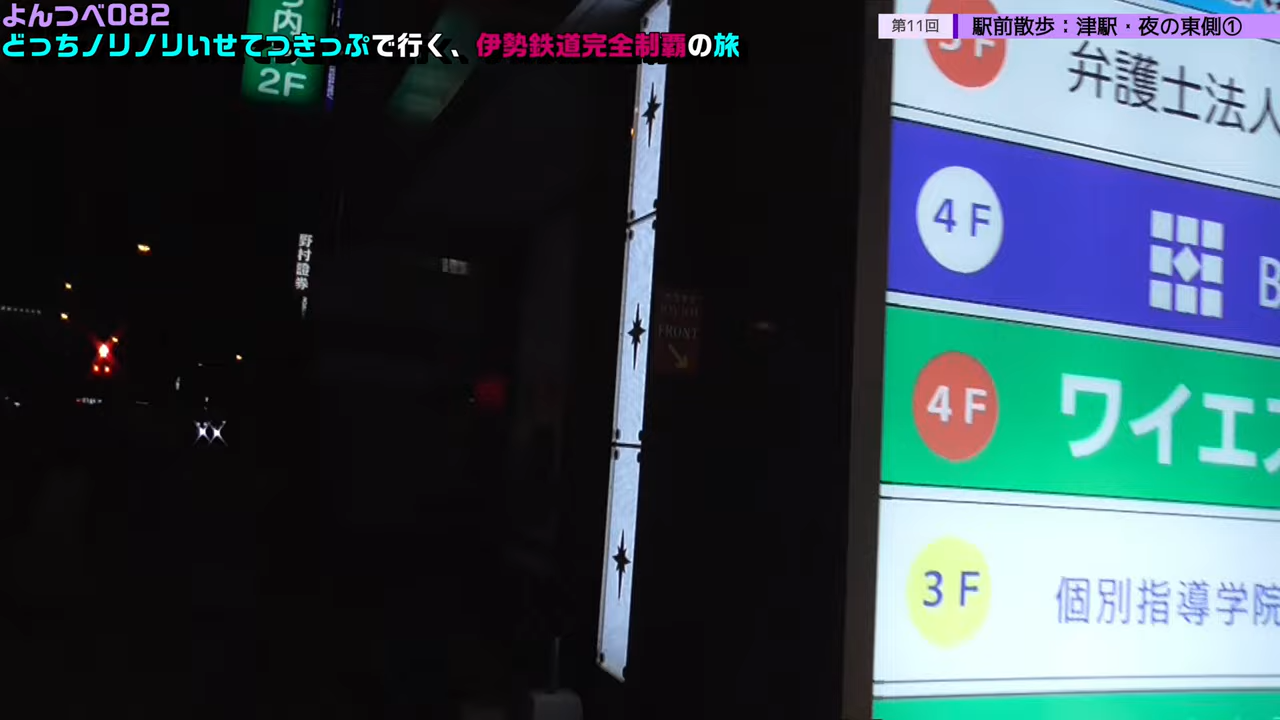 よんつべ082
どっちノリノリいせてつきっぷで行く、伊勢鉄道完全制覇の旅
第11回 駅前散歩：津駅・夜の東側①
内
2F
野村證券
FRONT
5F 弁護士法人
4F B
4F ワイエス
3F 個別指導学院